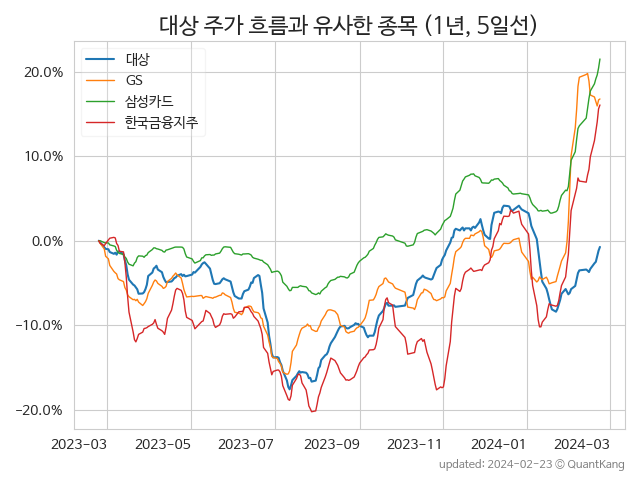 대상 주가 흐름과 유사한 종목 (1년, 5일선)
대상
GS
삼성카드
한국금융지주
20.0%
10.0%
0.0%
−10.0%
−20.0%
2023−03 2023−05 2023−07 2023−09 2023−11 2024−01 2024−03
updated: 2024-02-23 © QuantKang